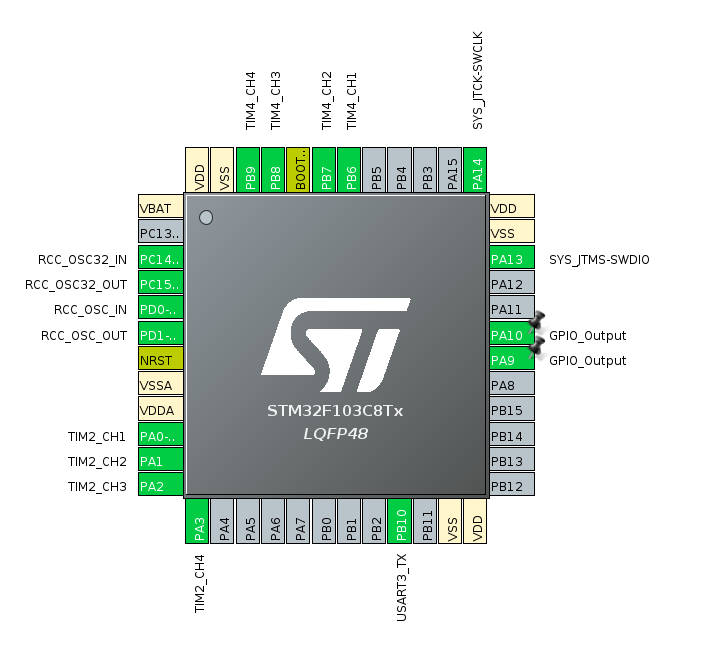 TIM4_CH4
TIM4_CH3
TIM4_CH2
TIM4_CH1
SYS_JTCK-SWCLK
VDD
VSS
PB9
PB8
BOOT..
PB7
PB6
PB5
PB4
PB3
PA15
PA14
VBAT
PC13..
RCC_OSC32_IN PC14..
RCC_OSC32_OUT PC15..
RCC_OSC_IN PD0-..
RCC_OSC_OUT PD1-..
NRST
VSSA
VDDA
TIM2_CH1 PA0-..
TIM2_CH2 PA1
TIM2_CH3 PA2
ST
STM32F103C8Tx
LQFP48
VDD
VSS
PA13 SYS_JTMS-SWDIO
PA12
PA11
PA10 GPIO_Output
PA9 GPIO_Output
PA8
PB15
PB14
PB13
PB12
PA3
PA4
PA5
PA6
PA7
PB0
PB1
PB2
PB10
PB11
VSS
VDD
TIM2_CH4
USART3_TX